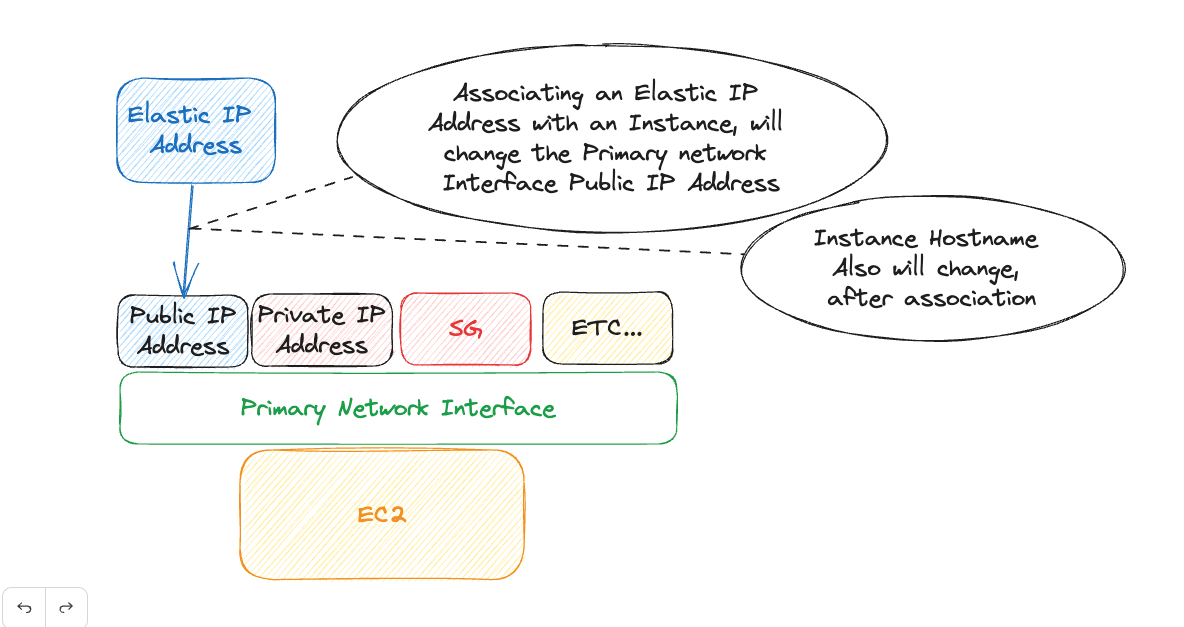 Elastic IP
Address
Associating an Elastic IP
Address with an Instance, will
change the Primary network
Interface Public IP Address
Instance Hostname
Also will change,
after association
Public IP
Address
Private IP
Address
SG
ETC...
Primary Network Interface
EC2